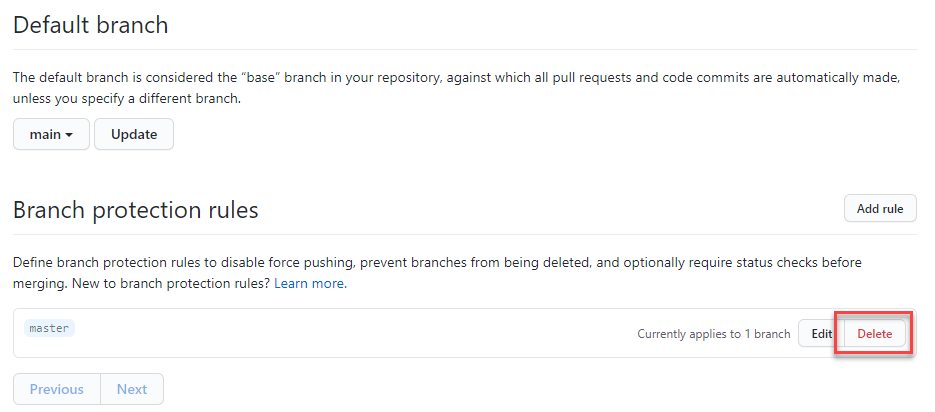 Default branch
The default branch is considered the “base” branch in your repository, against which all pull requests and code commits are automatically made,
unless you specify a different branch.
main Update
Branch protection rules Add rule
Define branch protection rules to disable force pushing, prevent branches from being deleted, and optionally require status checks before
merging. New to branch protection rules? Learn more.
master Currently applies to 1 branch Edit Delete
Previous Next